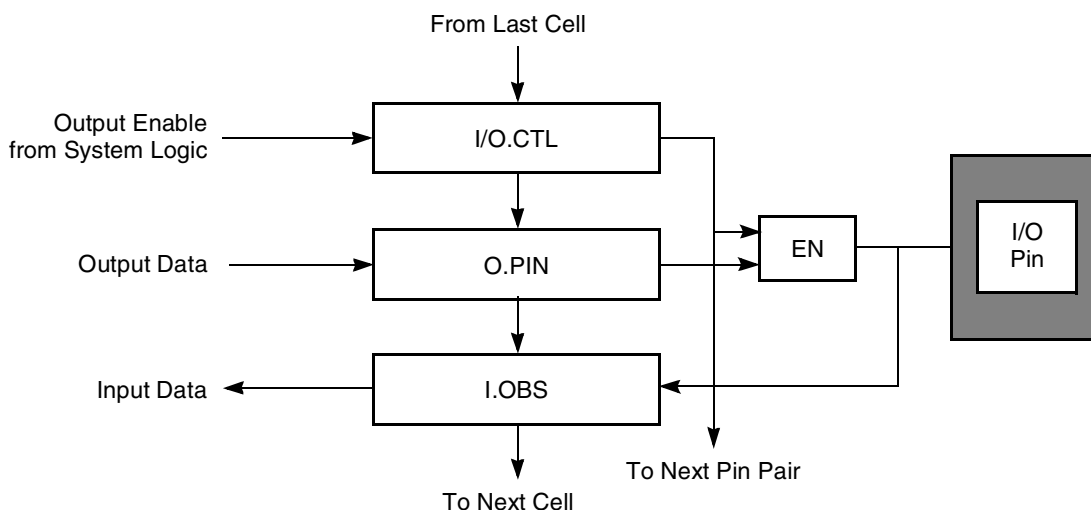 From Last Cell
Output Enable
from System Logic
I/O.CTL
I/O
Pin
EN
Output Data
O.PIN
Input Data
I.OBS
To Next Pin Pair
To Next Cell